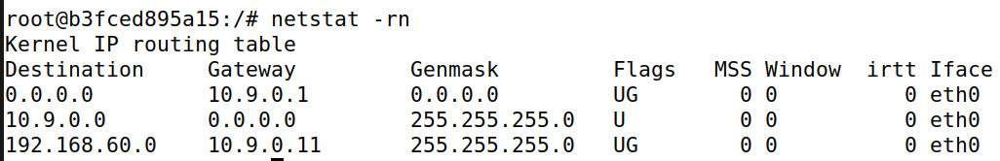 root@b3fced895a15:/# netstat -rn
Kernel IP routing table
Destination     Gateway         Genmask         Flags   MSS Window  irtt Iface
0.0.0.0         10.9.0.1        0.0.0.0         UG        0 0          0 eth0
10.9.0.0        0.0.0.0         255.255.255.0   U         0 0          0 eth0
192.168.60.0    10.9.0.11       255.255.255.0   UG        0 0          0 eth0